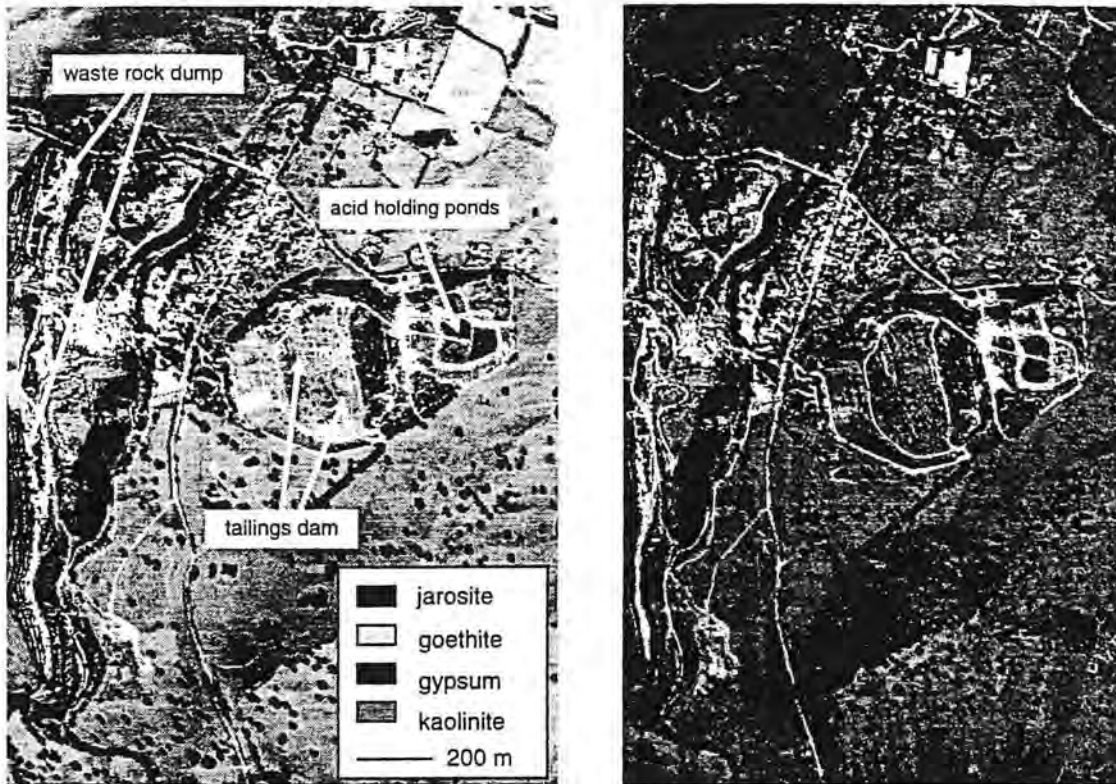 waste rock dump
acid holding ponds
tailings dam
jarosite
goethite
gypsum
kaolinite
200 m